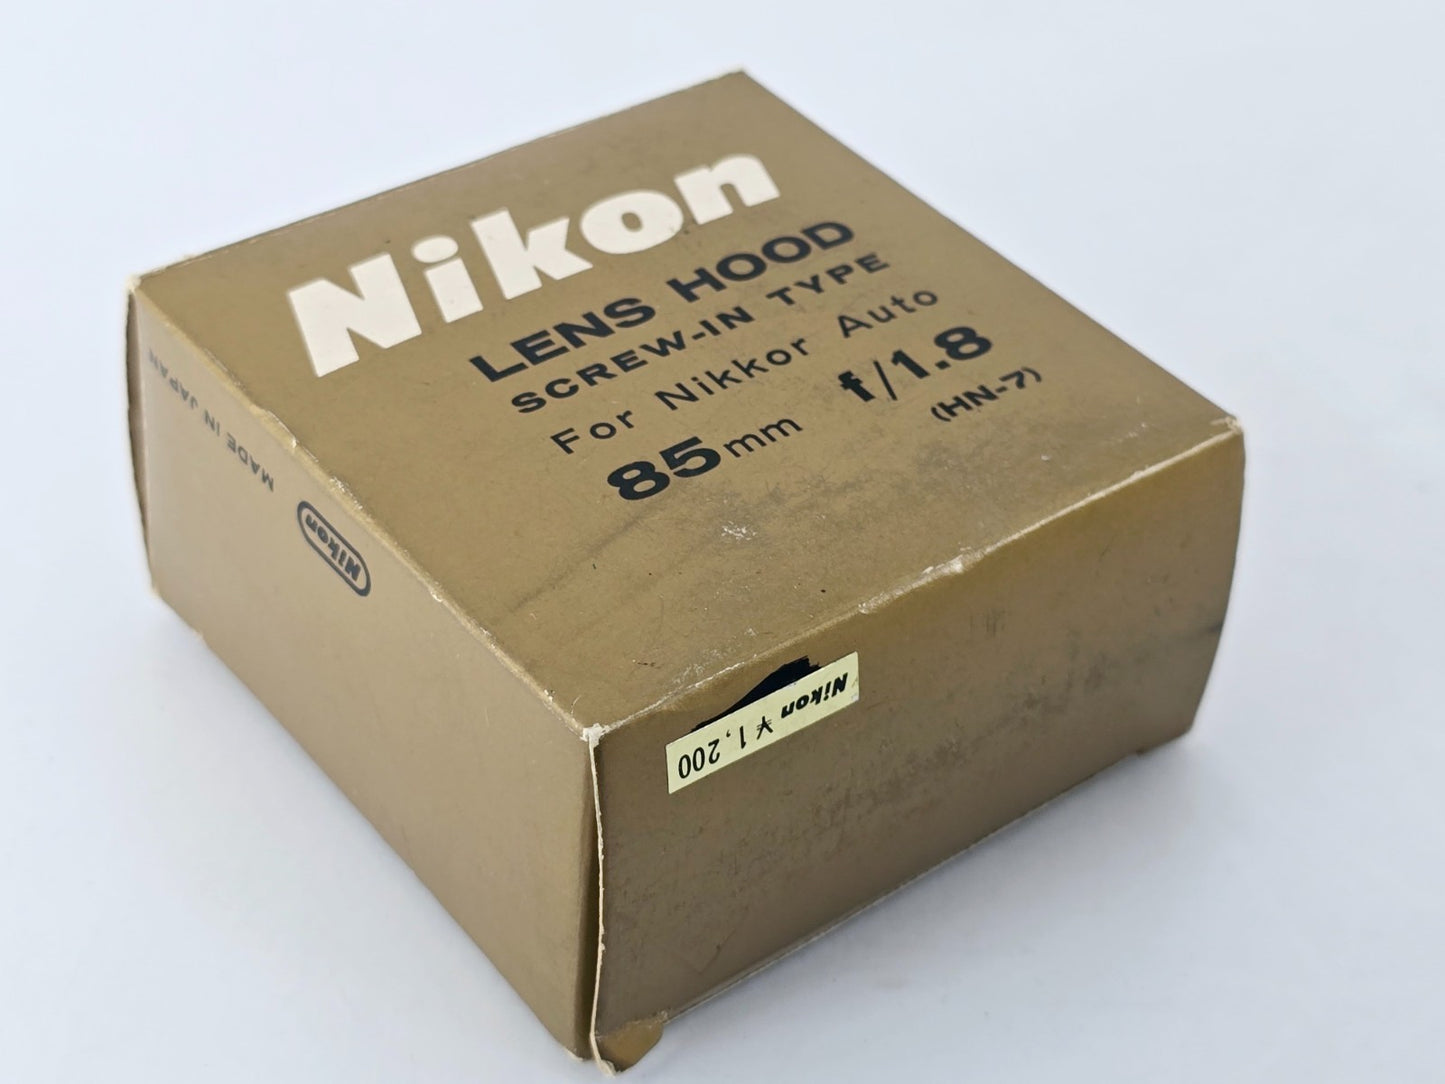 Nikon
LENS HOOD
SCREW-IN TYPE
For Nikkor Auto
85mm f/1.8
(HN-7)
MADE IN JAPAN
Nikon
Nikon ¥1,200